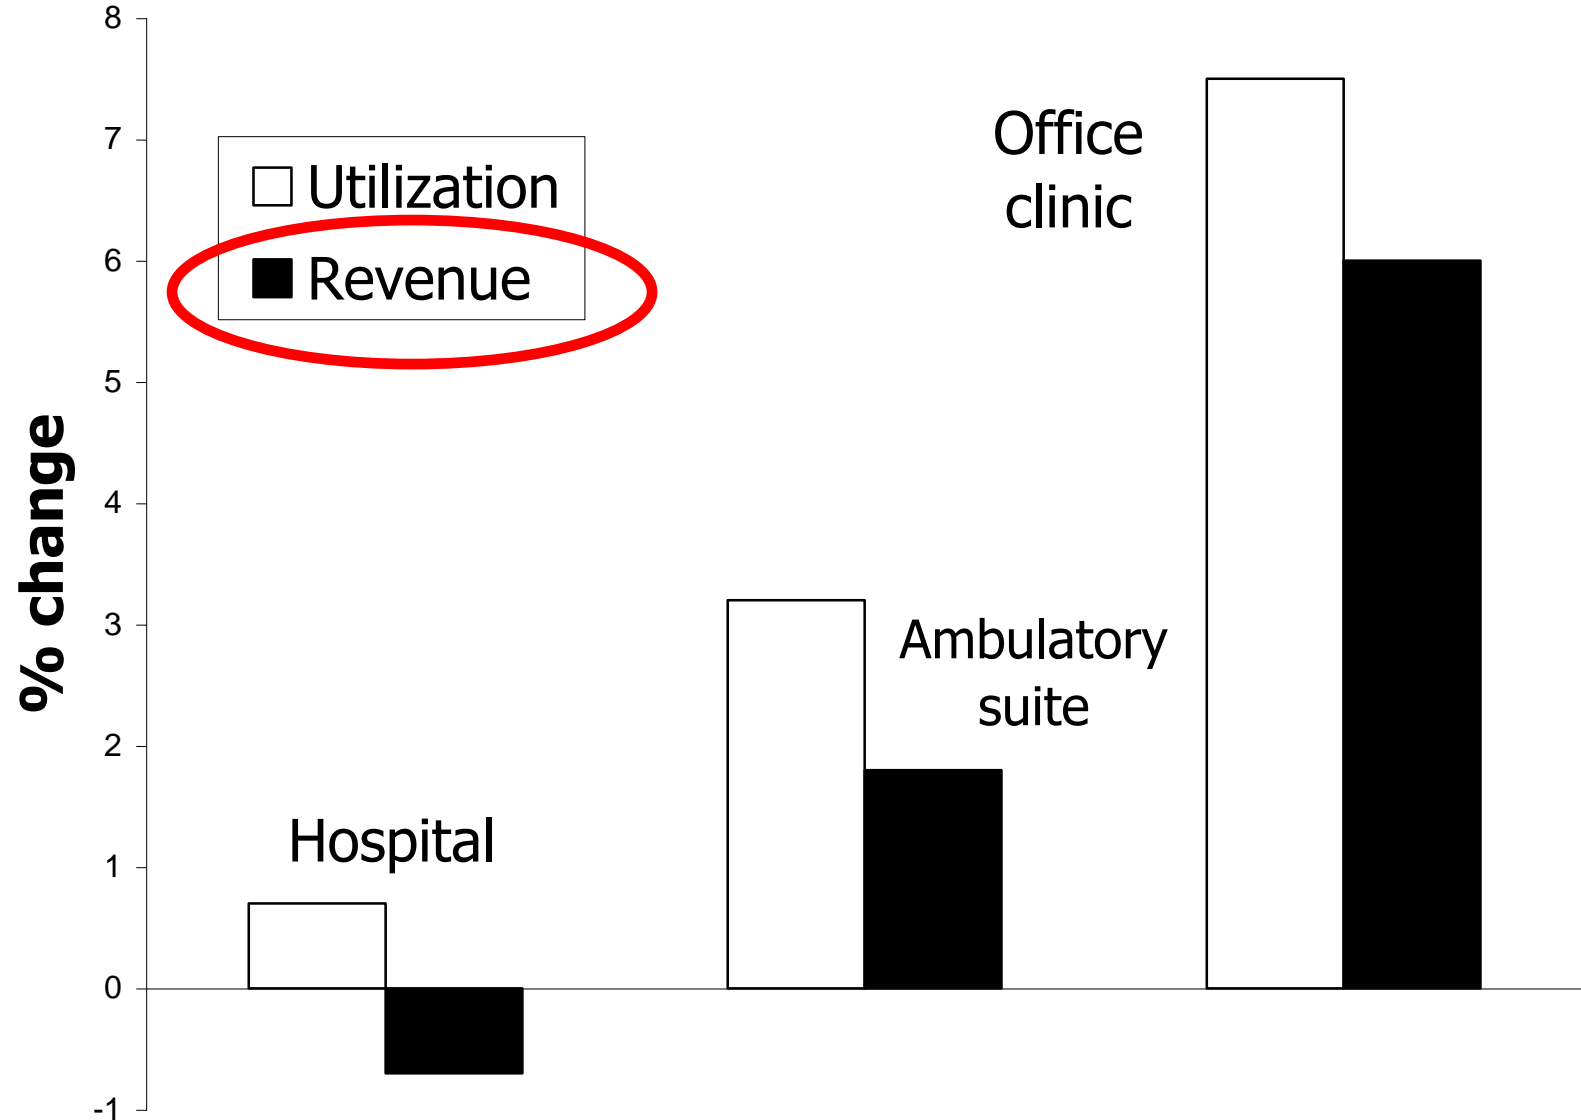 8
7
6
5
4
3
2
1
0
-1
% change
Utilization
Revenue
Hospital
Ambulatory
suite
Office
clinic